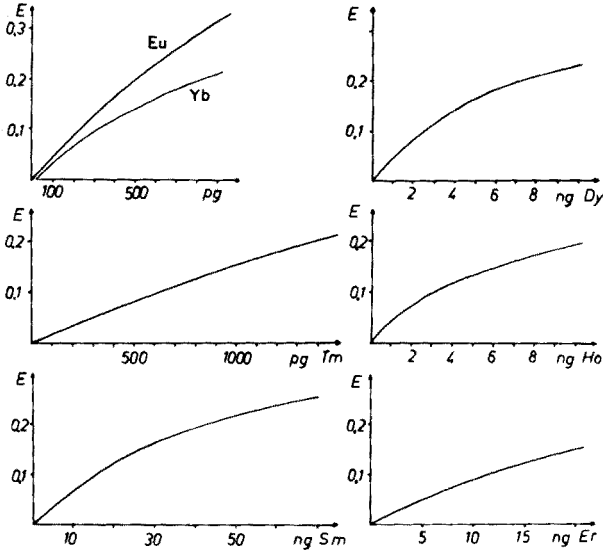 E
0,3
0,2
0,1
Eu
Yb
100 500 pg
E
0,2
0,1
2 4 6 8 ng Dy
E
0,2
0,1
500 1000 pg Tm
E
0,2
0,1
2 4 6 8 ng Ho
E
0,2
0,1
10 30 50 ng Sm
E
0,2
0,1
5 10 15 ng Er